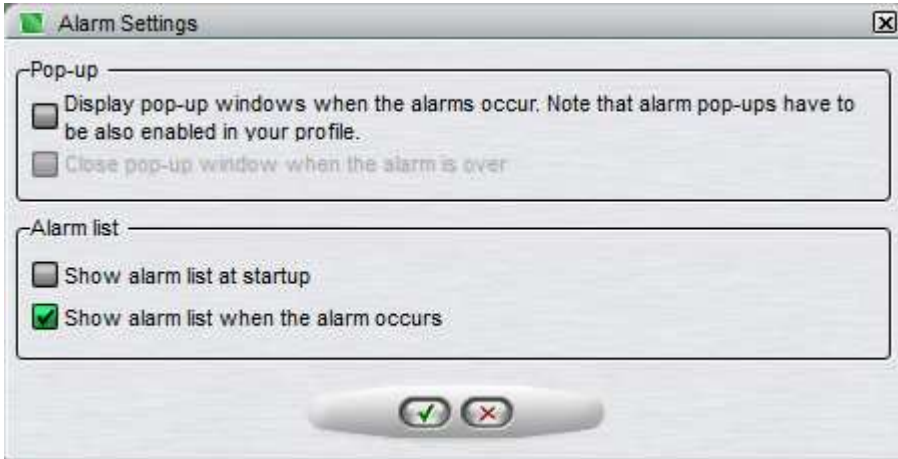 Alarm Settings
Pop-up
Display pop-up windows when the alarms occur. Note that alarm pop-ups have to
be also enabled in your profile.
Close pop-up window when the alarm is over
Alarm list
Show alarm list at startup
Show alarm list when the alarm occurs